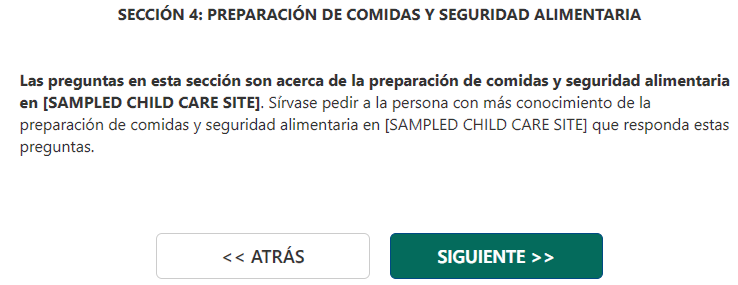 SECCIÓN 4: PREPARACIÓN DE COMIDAS Y SEGURIDAD ALIMENTARIA
Las preguntas en esta sección son acerca de la preparación de comidas y seguridad alimentaria
en [SAMPLED CHILD CARE SITE]. Sírvase pedir a la persona con más conocimiento de la
preparación de comidas y seguridad alimentaria en [SAMPLED CHILD CARE SITE] que responda estas
preguntas.
<< ATRÁS
SIGUIENTE >>